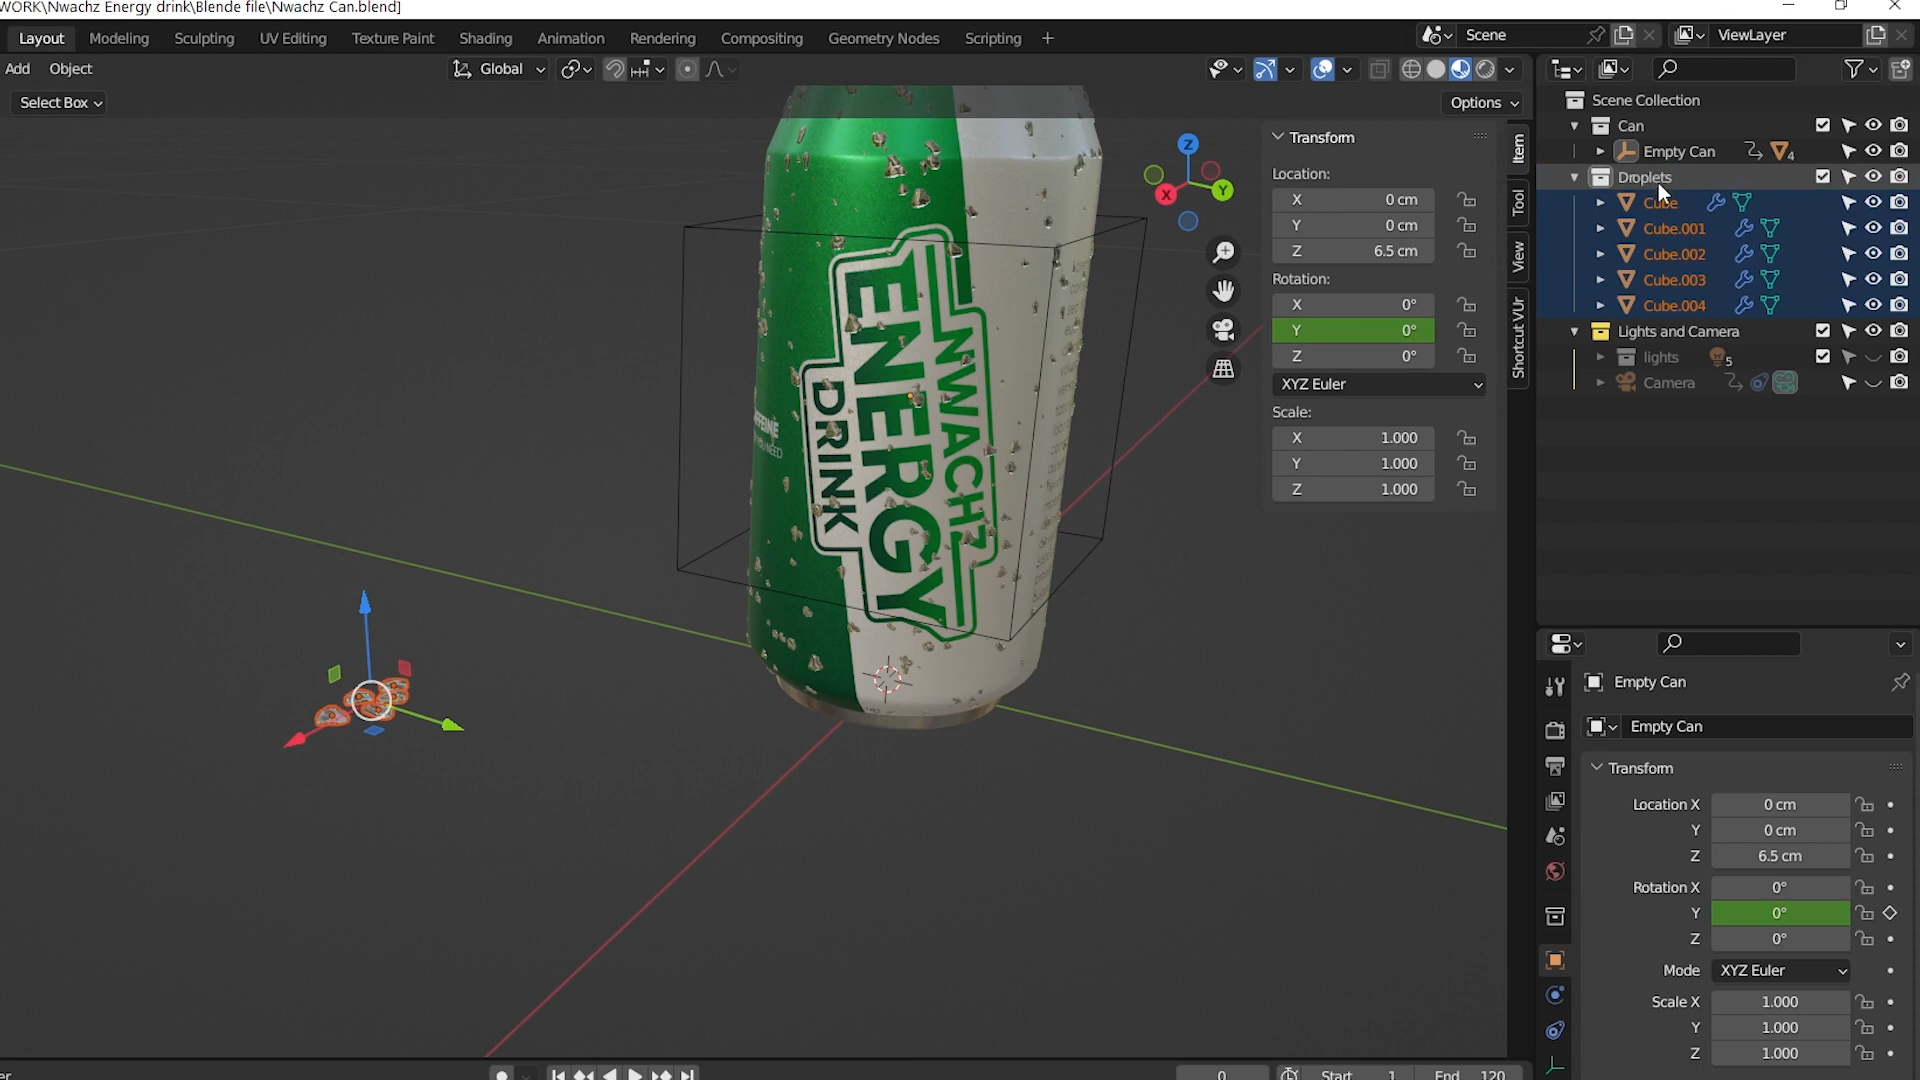 WORK\Nwachz Energy drink\Blende file\Nwachz Can.blend]
Layout Modeling Sculpting UV Editing Texture Paint Shading Animation Rendering Compositing Geometry Nodes Scripting +
Scene
ViewLayer
Add Object
Global
Select Box
Options
Scene Collection
Can
Empty Can
4
Droplets
Cube
Cube.001
Cube.002
Cube.003
Cube.004
Lights and Camera
lights
5
Camera
Transform
Location:
X 0 cm
Y 0 cm
Z 6.5 cm
Rotation:
X 0°
Y 0°
Z 0°
XYZ Euler
Scale:
X 1.000
Y 1.000
Z 1.000
Item
Tool
View
Shortcut VUr
Z
X
Y
NWACHZ
ENERGY
DRINK
Empty Can
Empty Can
Transform
Location X 0 cm
Y 0 cm
Z 6.5 cm
Rotation X 0°
Y 0°
Z 0°
Mode XYZ Euler
Scale X 1.000
Y 1.000
Z 1.000
er
0
Start 1
End 120